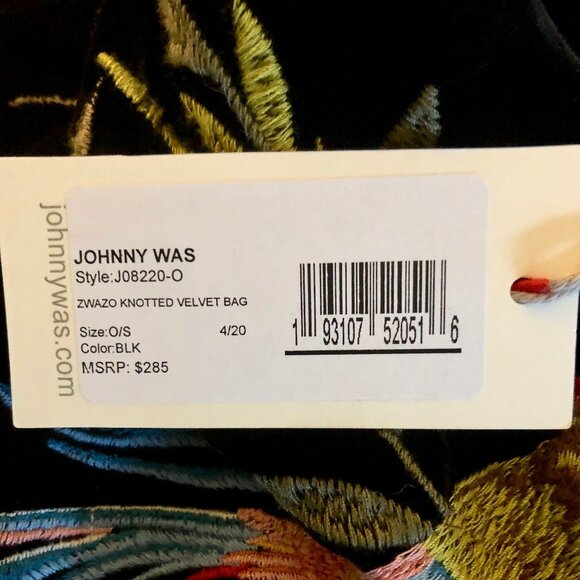 johnnywas.com
JOHNNY WAS
Style:J08220-O
ZWAZO KNOTTED VELVET BAG
Size:O/S 4/20
Color:BLK
MSRP: $285
1 93107 52051 6